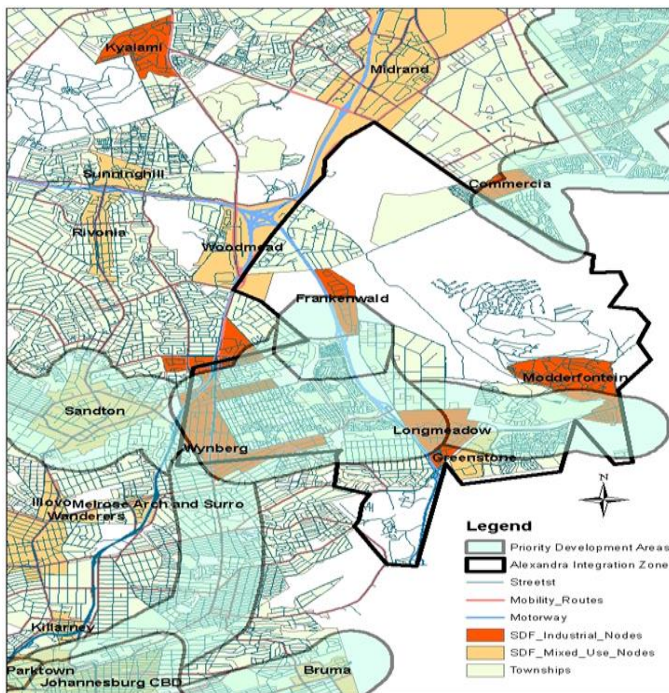 Kyalami
Midrand
Sunninghill
Commercia
Rivonia
Woodmead
Frankenwald
Modderfontein
Sandton
Longmeadow
Wynberg
Greenstone
Illovo
Melrose Arch and Surro
Wanderers
Killarney
Parktown
Johannesburg CBD
Bruma
Legend
Priority Development Areas
Alexandra Integration Zone
Streetst
Mobility_Routes
Motorway
SDF_Industrial_Nodes
SDF_Mixed_Use_Nodes
Townships